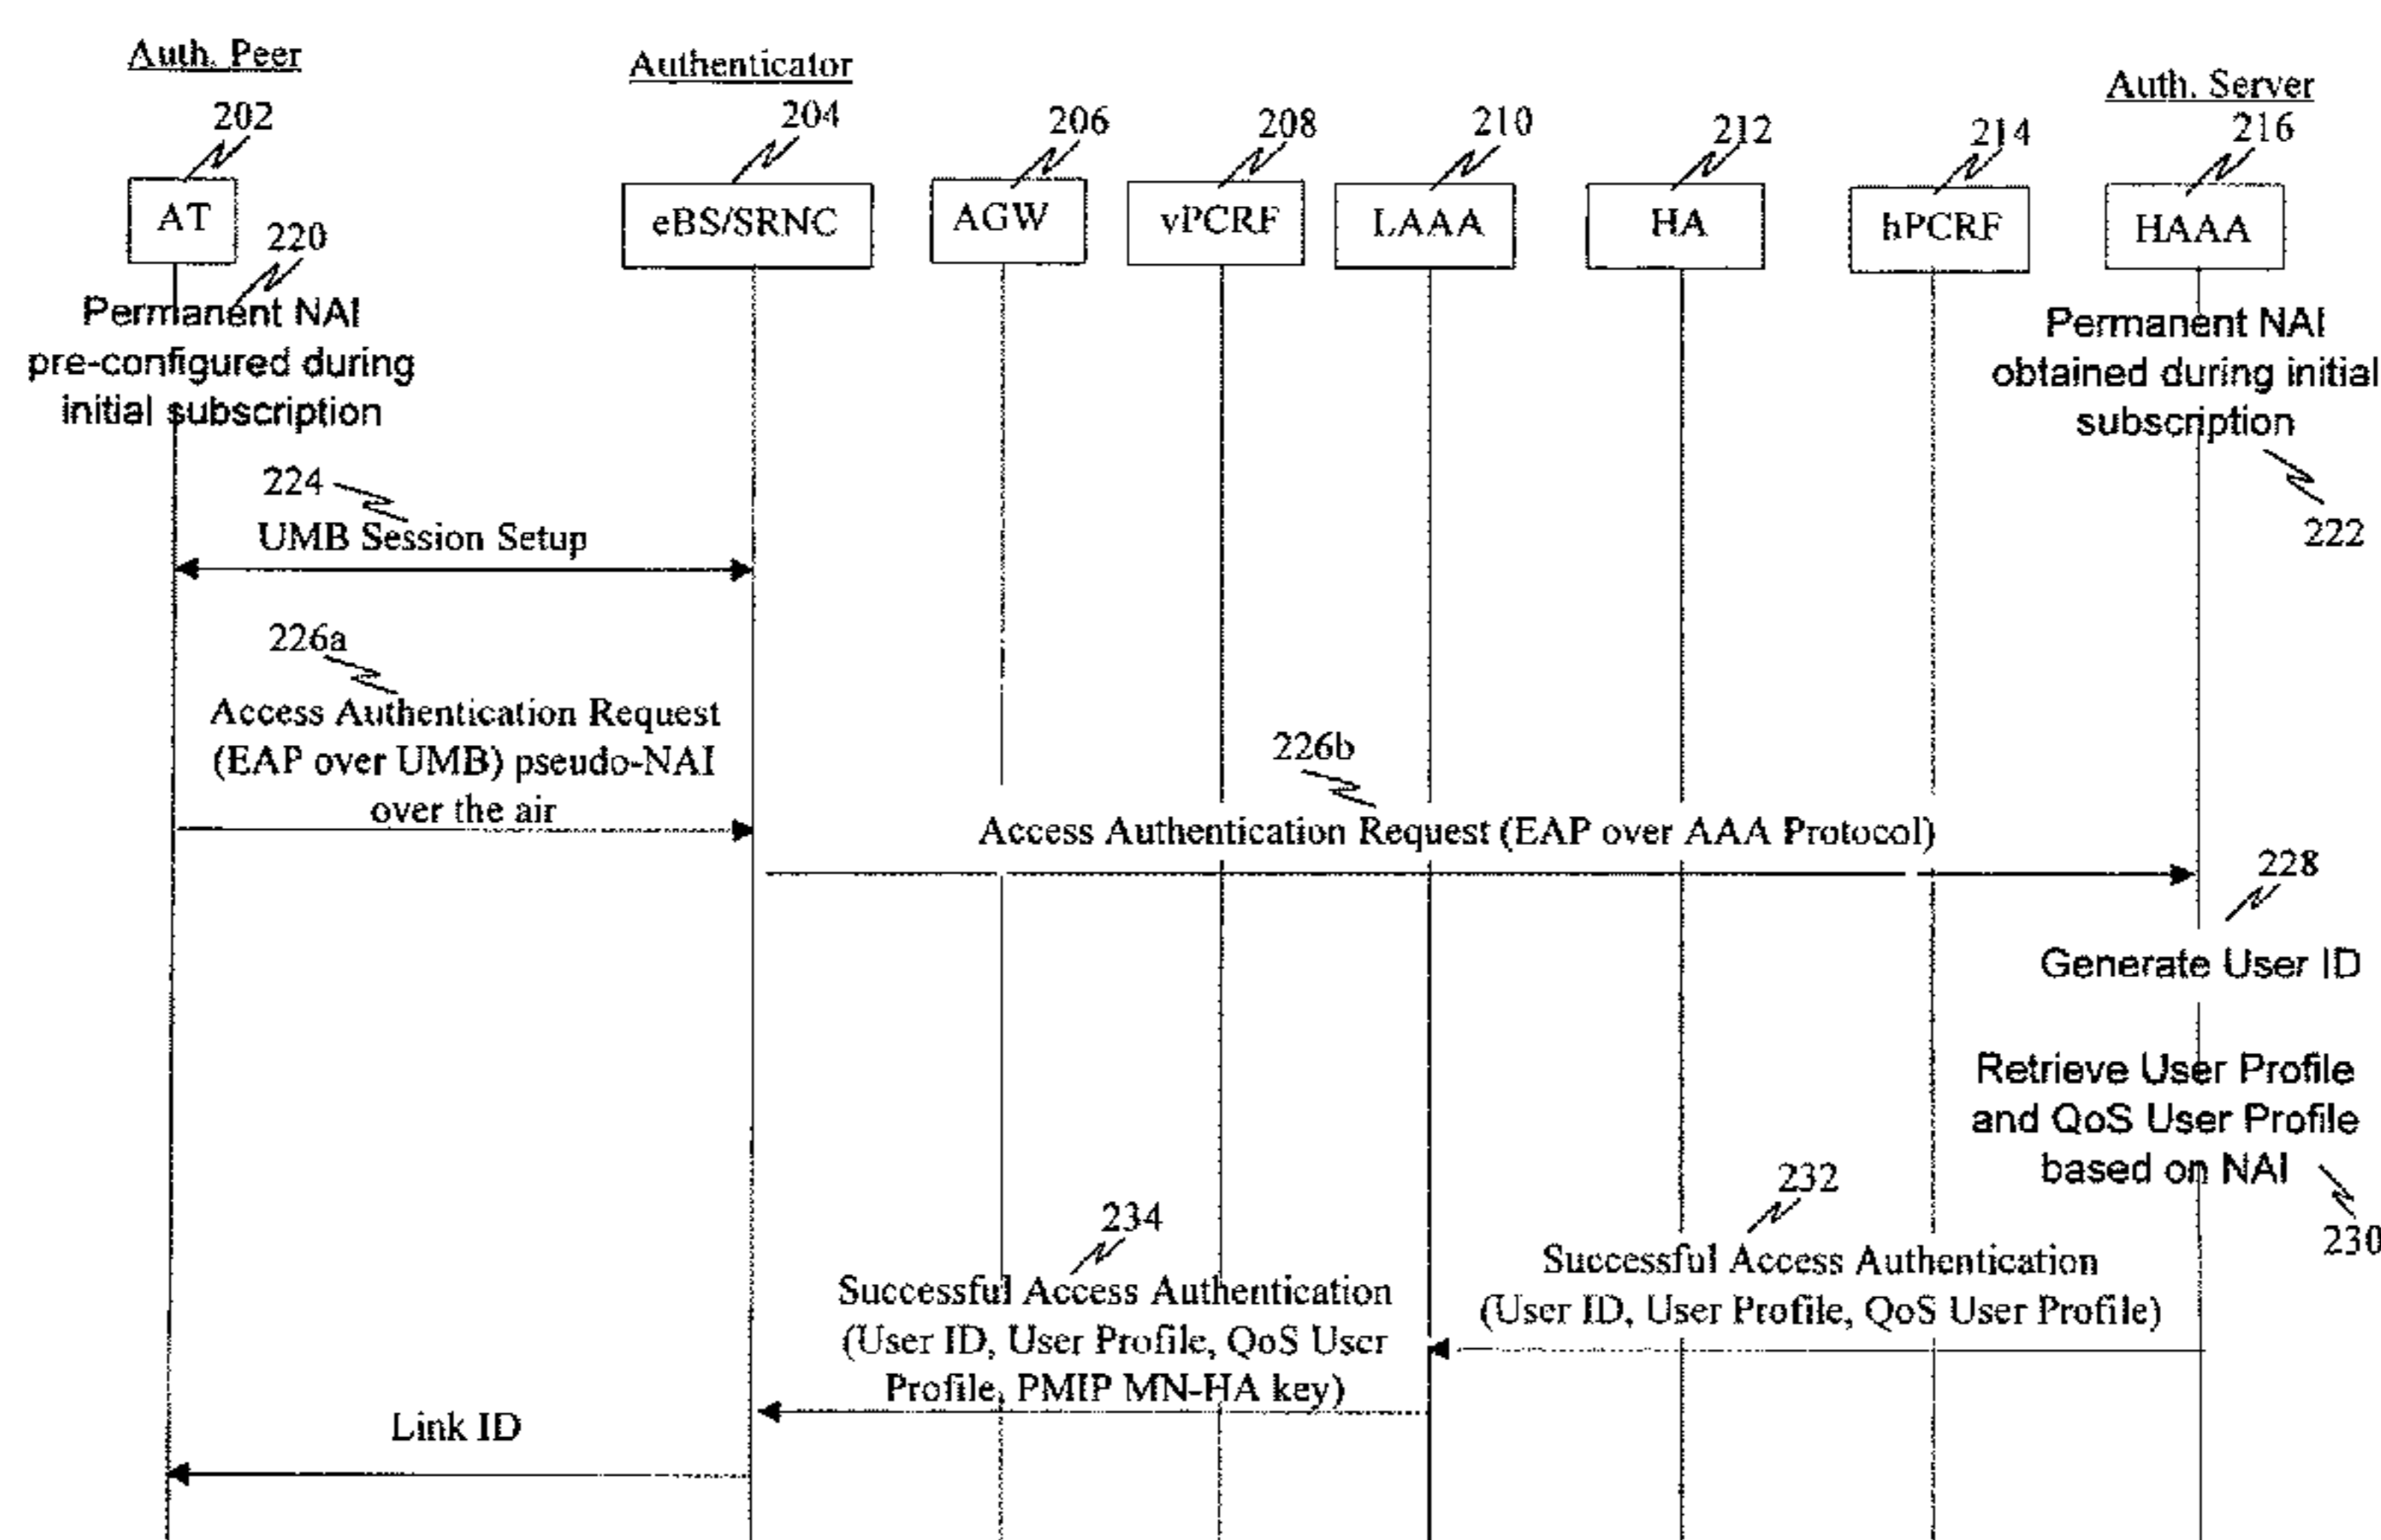 Auth. Peer
Authenticator
Auth. Server
202
204
206
208
210
212
214
216
AT
eBS/SRNC
AGW
vPCRF
LAAA
HA
hPCRF
HAAA
220
Permanent NAI
pre-configured during
initial subscription
Permanent NAI
obtained during initial
subscription
222
224
UMB Session Setup
226a
Access Authentication Request
(EAP over UMB) pseudo-NAI
over the air
226b
Access Authentication Request (EAP over AAA Protocol)
228
Generate User ID
Retrieve User Profile
and QoS User Profile
based on NAI
230
232
Successful Access Authentication
(User ID, User Profile, QoS User Profile)
234
Successful Access Authentication
(User ID, User Profile, QoS User
Profile, PMIP MN-HA key)
Link ID